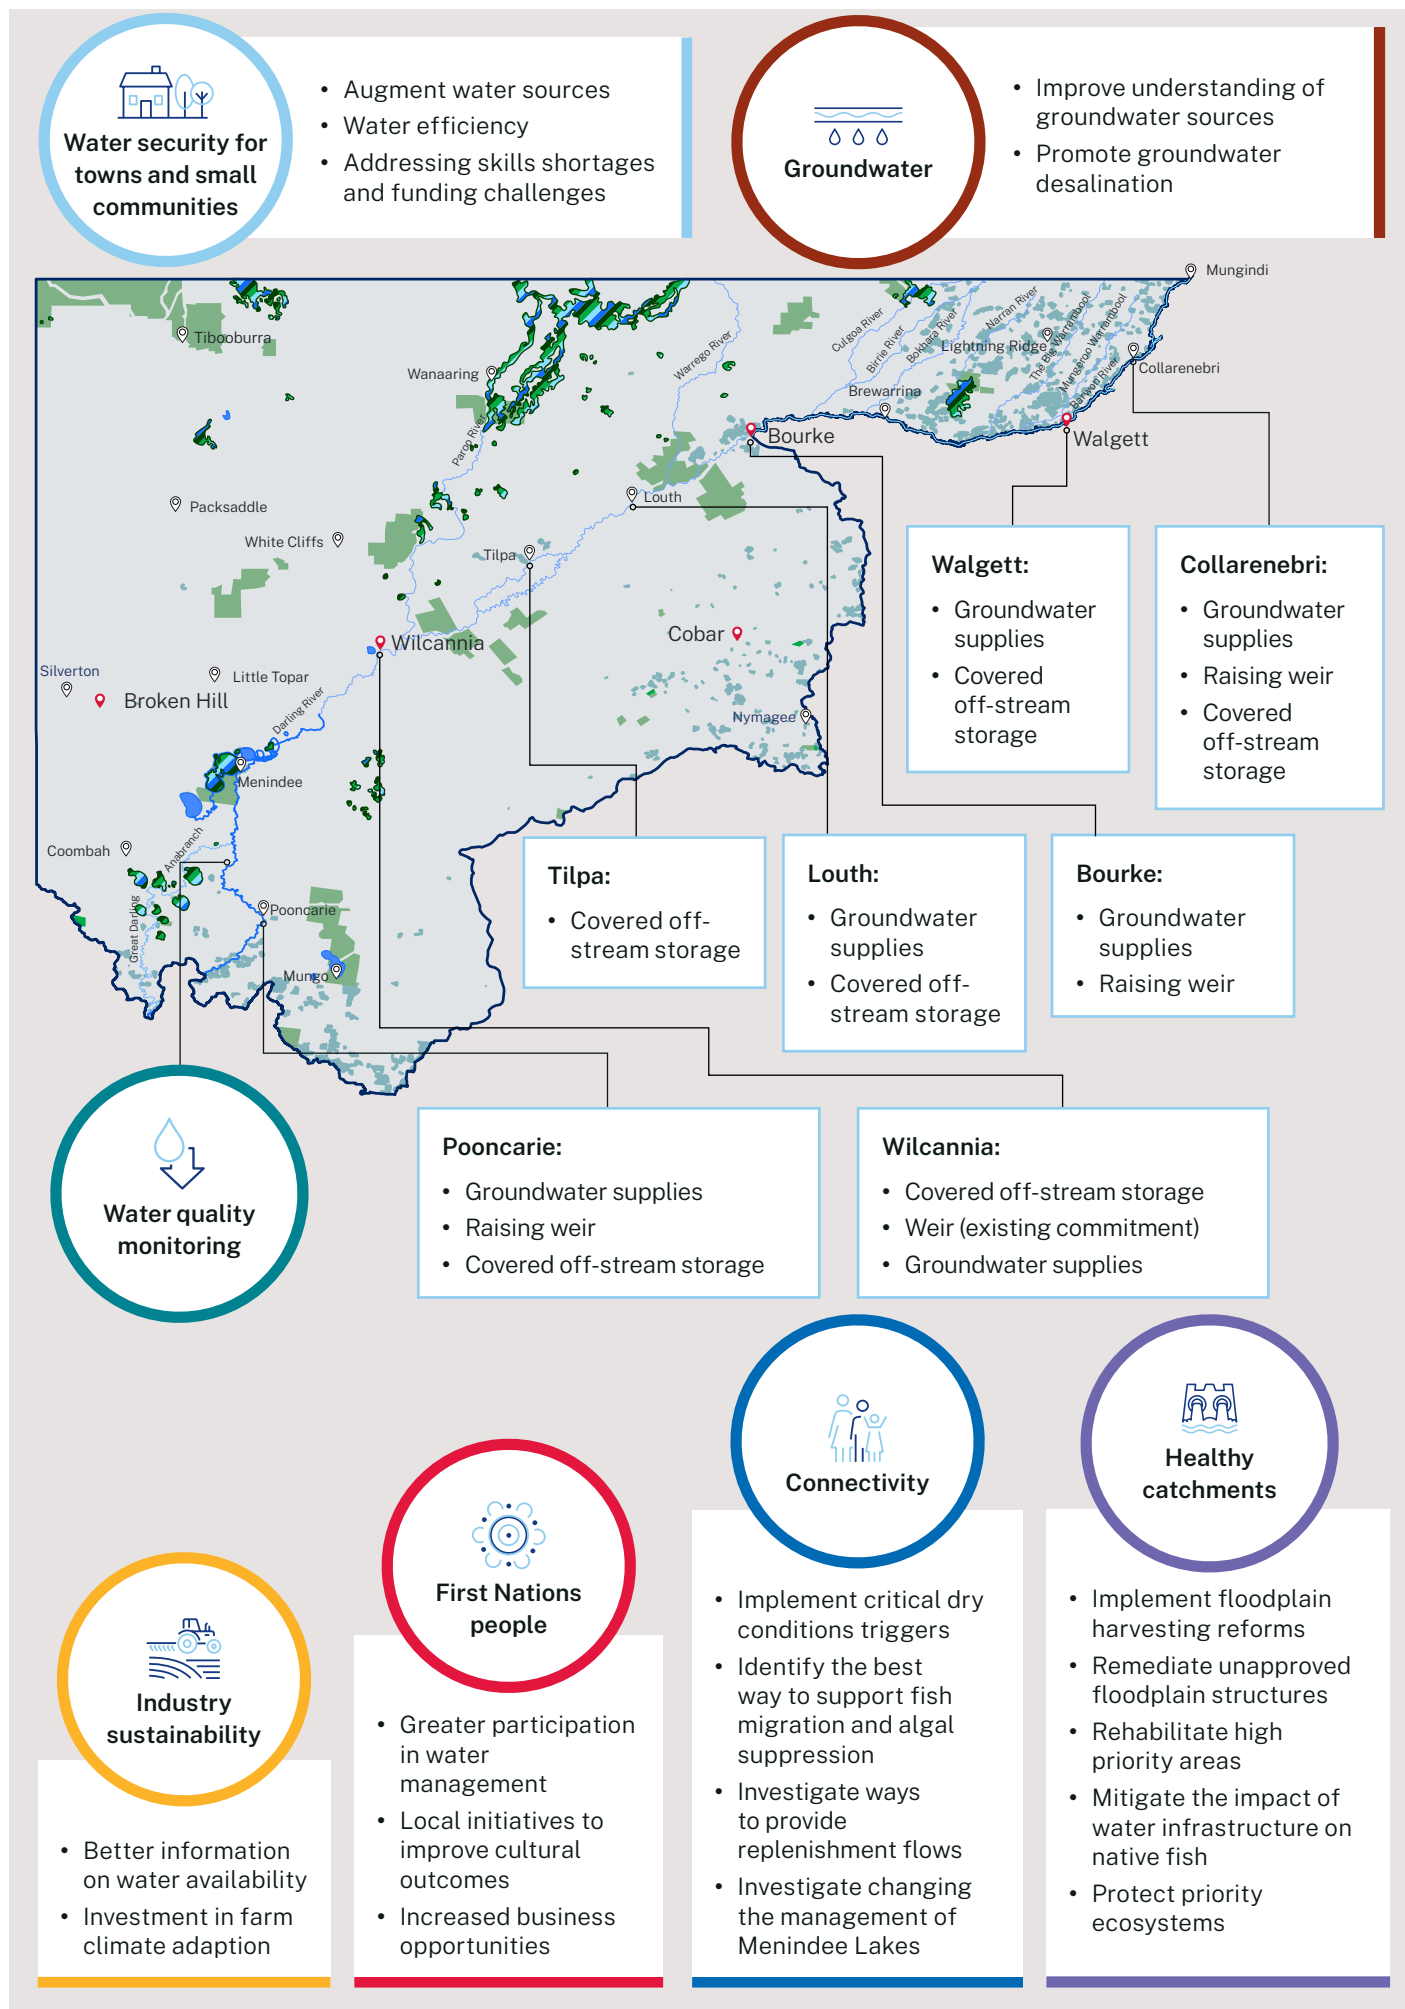 Water security for
towns and small
communities
• Augment water sources
• Water efficiency
• Addressing skills shortages
and funding challenges
Groundwater
• Improve understanding of
groundwater sources
• Promote groundwater
desalination
Mungindi
Tibooburra
Wanaaring
Paroo River
Warrego River
Culgoa River
Birrie River
Bokhara River
Narran River
Lightning Ridge
The Big Warrambool
Mungeroo Warrambool
Barwon River
Collarenebri
Brewarrina
Bourke
Walgett
Packsaddle
White Cliffs
Louth
Tilpa
Cobar
Wilcannia
Silverton
Little Topar
Broken Hill
Darling River
Nymagee
Menindee
Coombah
Anabranch
Great Darling
Pooncarie
Mungo
Walgett:
• Groundwater
supplies
• Covered
off-stream
storage
Collarenebri:
• Groundwater
supplies
• Raising weir
• Covered
off-stream
storage
Tilpa:
• Covered off-
stream storage
Louth:
• Groundwater
supplies
• Covered off-
stream storage
Bourke:
• Groundwater
supplies
• Raising weir
Water quality
monitoring
Pooncarie:
• Groundwater supplies
• Raising weir
• Covered off-stream storage
Wilcannia:
• Covered off-stream storage
• Weir (existing commitment)
• Groundwater supplies
Industry
sustainability
• Better information
on water availability
• Investment in farm
climate adaption
First Nations
people
• Greater participation
in water
management
• Local initiatives to
improve cultural
outcomes
• Increased business
opportunities
Connectivity
• Implement critical dry
conditions triggers
• Identify the best
way to support fish
migration and algal
suppression
• Investigate ways
to provide
replenishment flows
• Investigate changing
the management of
Menindee Lakes
Healthy
catchments
• Implement floodplain
harvesting reforms
• Remediate unapproved
floodplain structures
• Rehabilitate high
priority areas
• Mitigate the impact of
water infrastructure on
native fish
• Protect priority
ecosystems